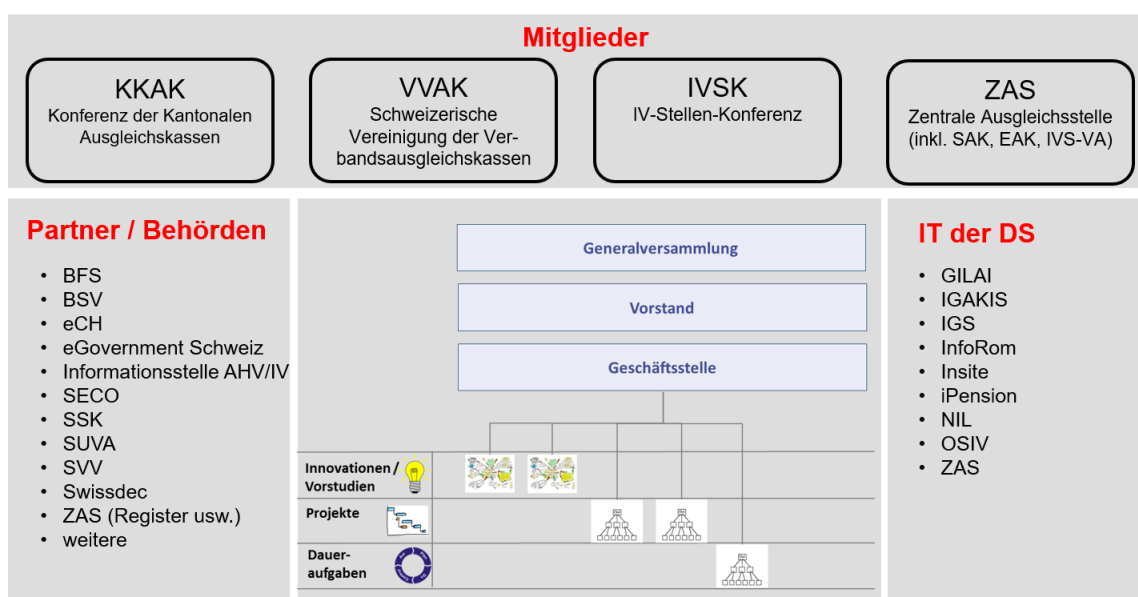 Mitglieder
KKAK
Konferenz der Kantonalen
Ausgleichskassen
VVAK
Schweizerische
Vereinigung der Ver-
bandsausgleichskassen
IVSK
IV-Stellen-Konferenz
ZAS
Zentrale Ausgleichsstelle
(inkl. SAK, EAK, IVS-VA)
Partner / Behörden
• BFS
• BSV
• eCH
• eGovernment Schweiz
• Informationsstelle AHV/IV
• SECO
• SSK
• SUVA
• SVV
• Swissdec
• ZAS (Register usw.)
• weitere
Generalversammlung
Vorstand
Geschäftsstelle
Innovationen /
Vorstudien
Projekte
Dauer-
aufgaben
IT der DS
• GILAI
• IGAKIS
• IGS
• InfoRom
• Insite
• iPension
• NIL
• OSIV
• ZAS